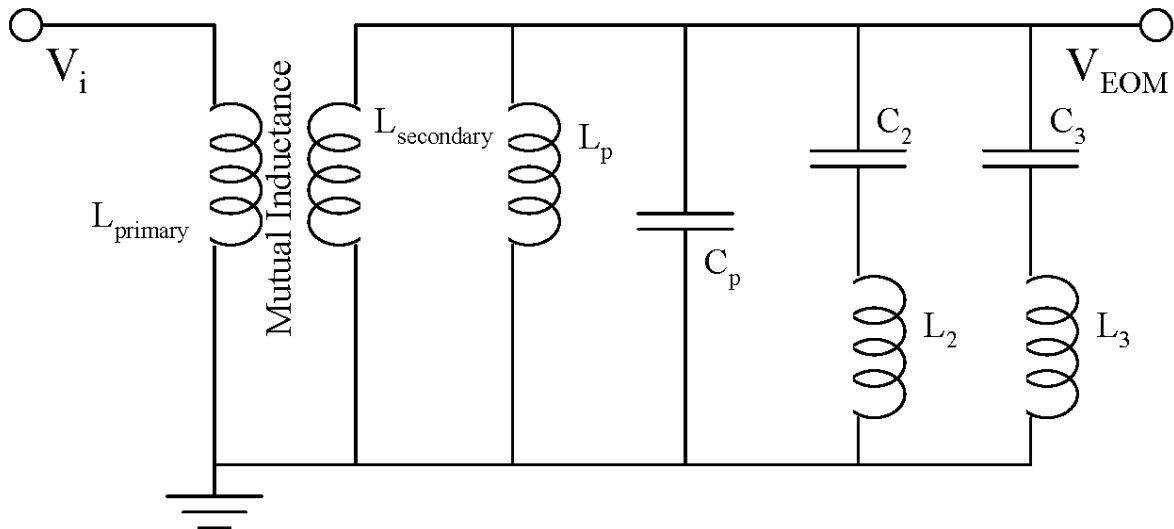 V_i
V_EOM
Mutual Inductance
L_primary
L_secondary
L_p
C_p
C_2
C_3
L_2
L_3